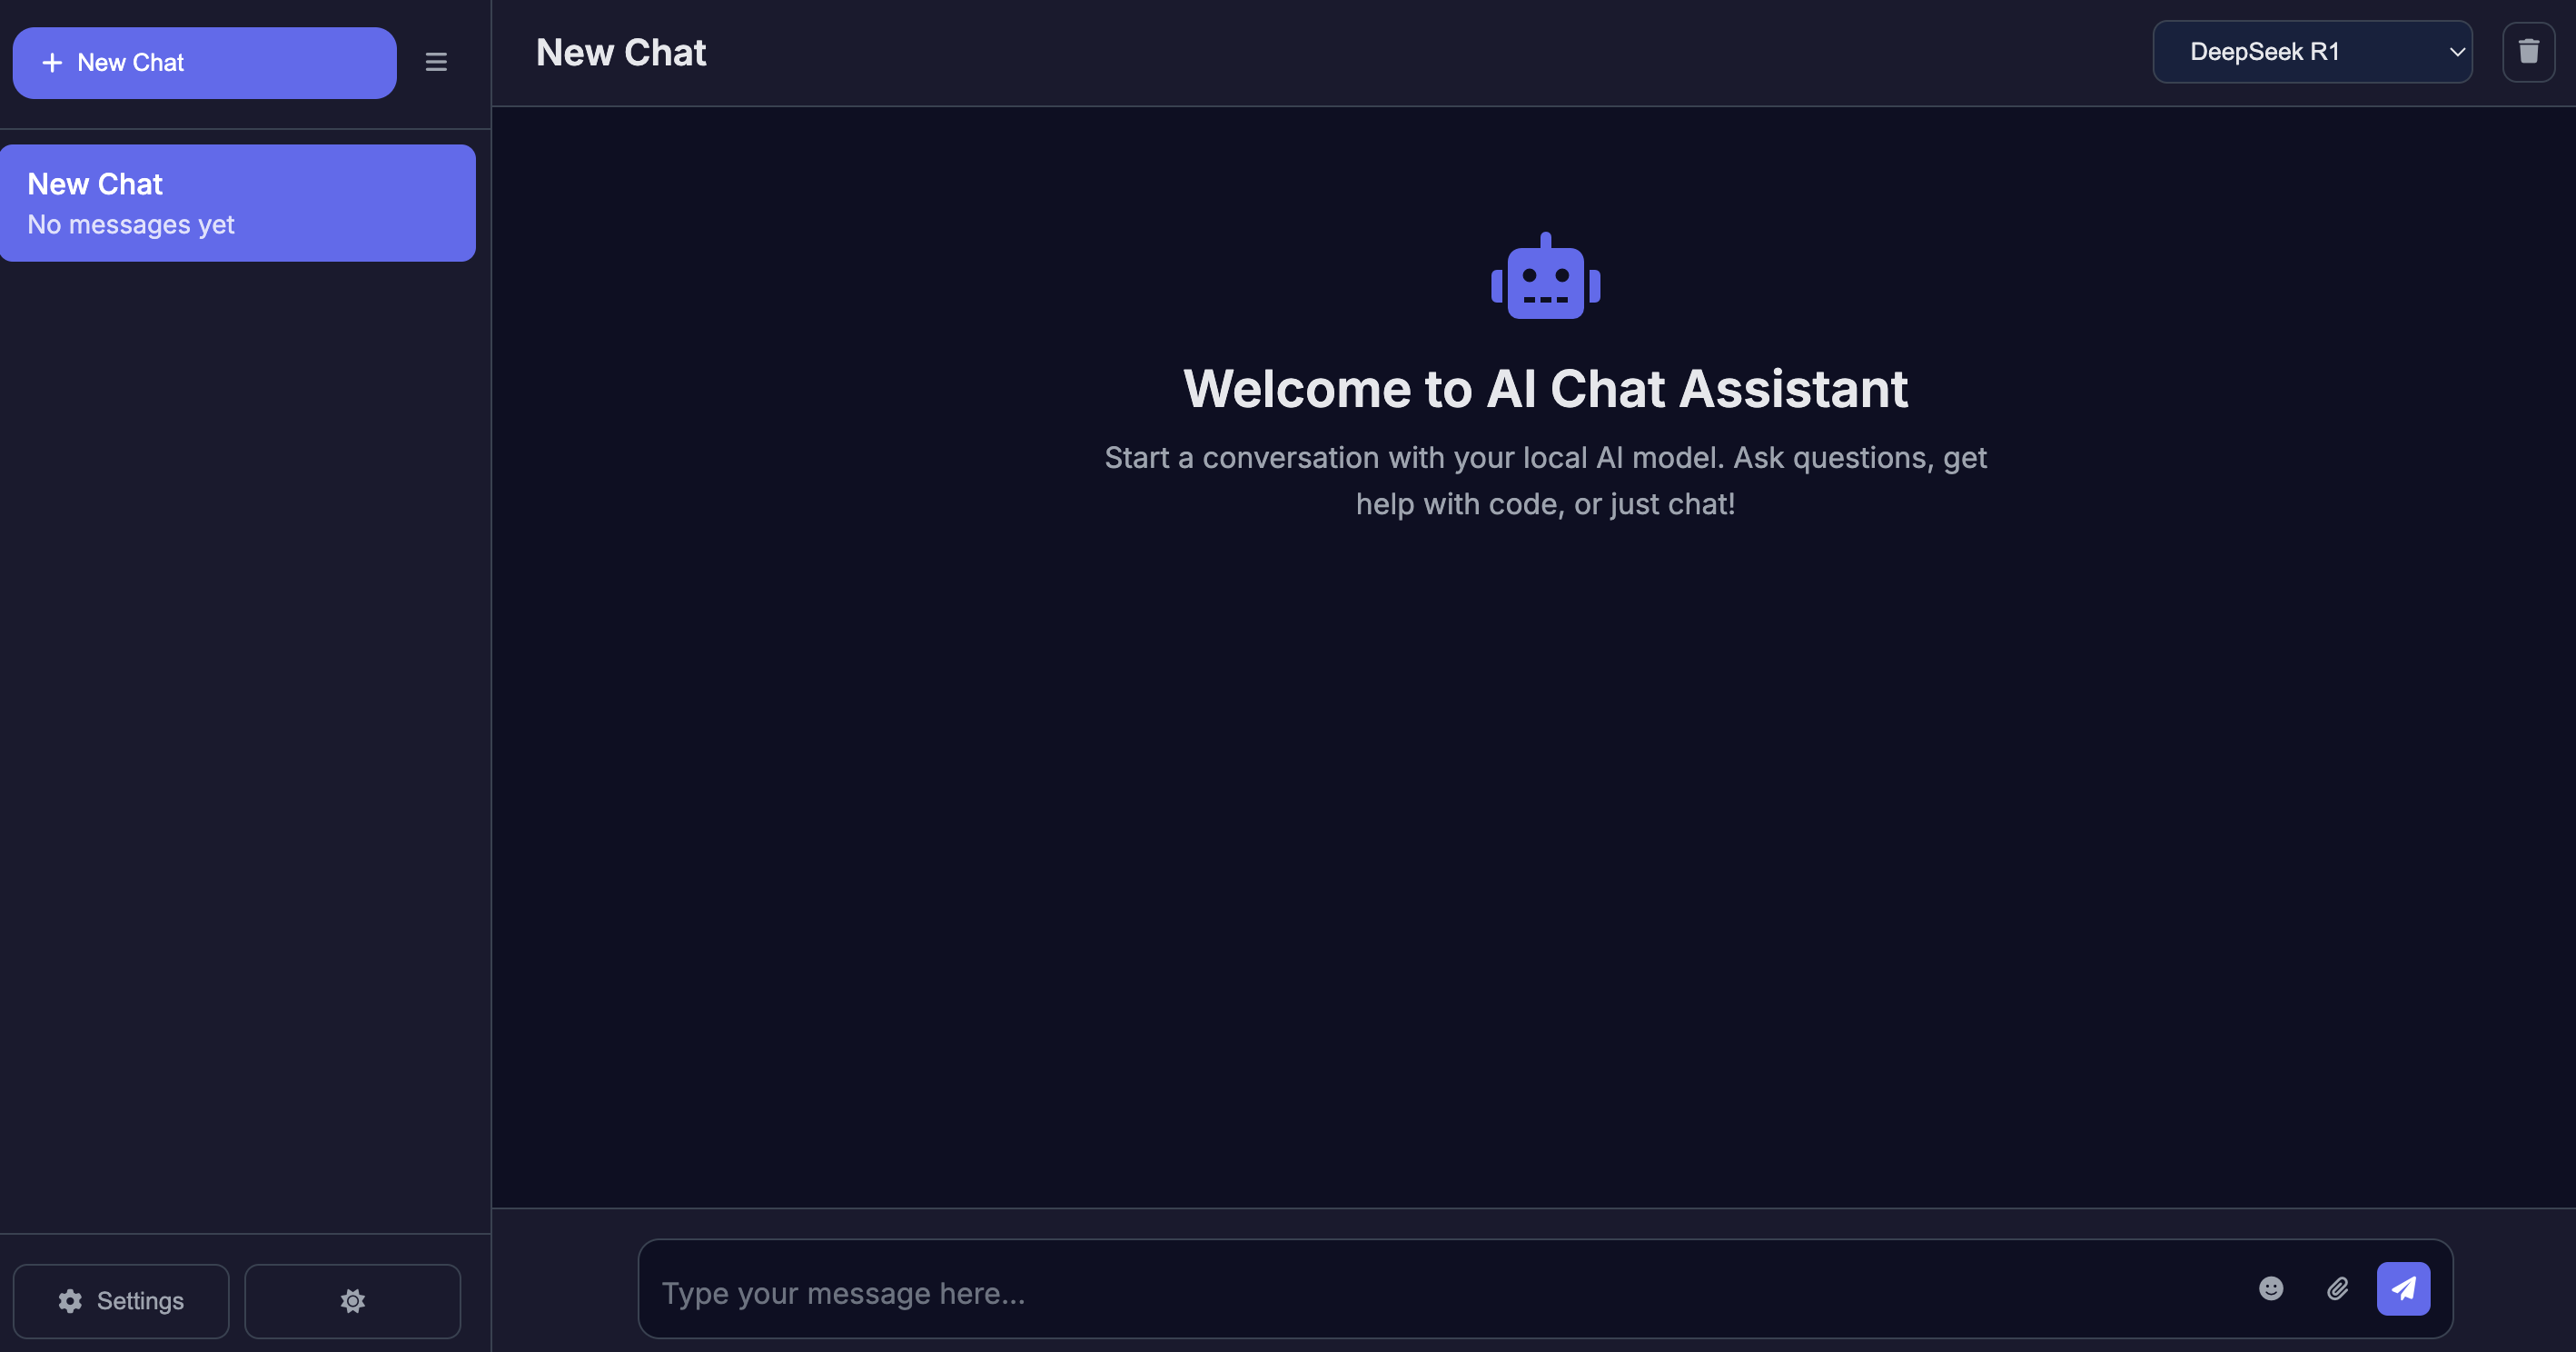 New Chat
New Chat
No messages yet
Settings
New Chat
DeepSeek R1
Welcome to AI Chat Assistant
Start a conversation with your local AI model. Ask questions, get
help with code, or just chat!
Type your message here...